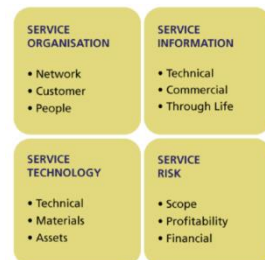 SERVICE
ORGANISATION
• Network
• Customer
• People
SERVICE
INFORMATION
• Technical
• Commercial
• Through Life
SERVICE
TECHNOLOGY
• Technical
• Materials
• Assets
SERVICE
RISK
• Scope
• Profitability
• Financial